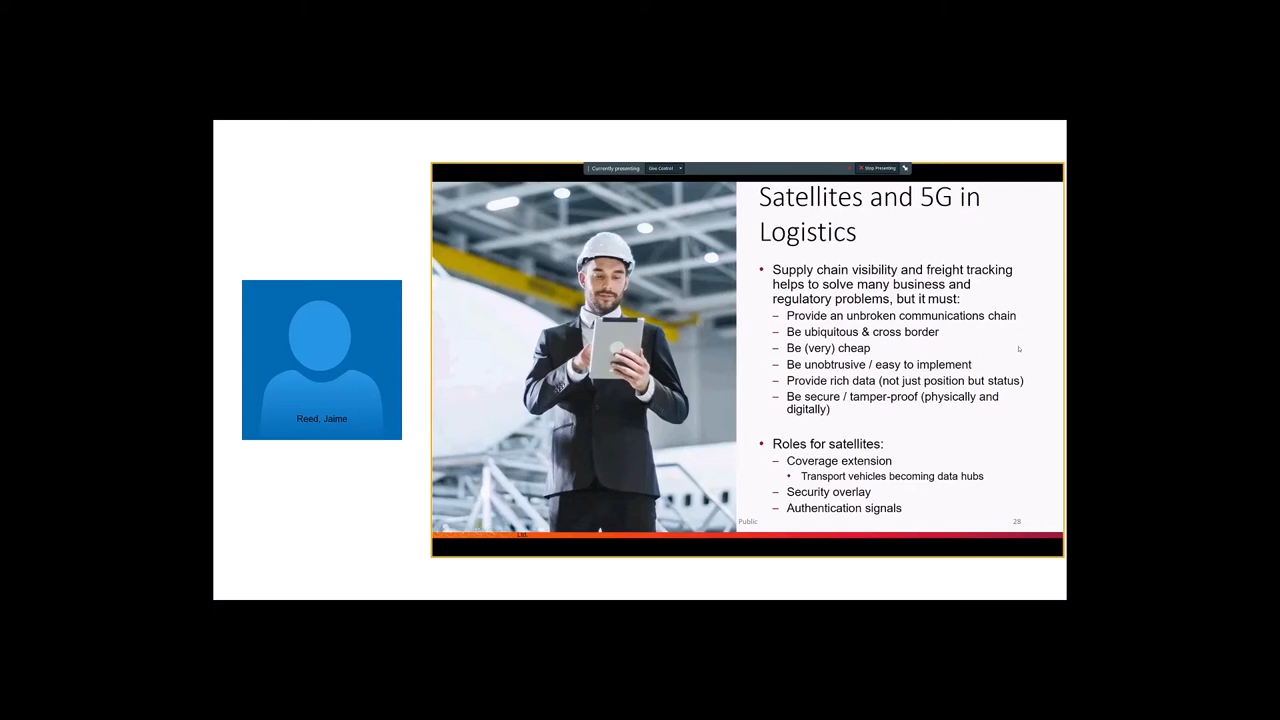 Currently presenting
Give Control
Stop Presenting
Satellites and 5G in
Logistics
• Supply chain visibility and freight tracking
helps to solve many business and
regulatory problems, but it must:
– Provide an unbroken communications chain
– Be ubiquitous & cross border
– Be (very) cheap
– Be unobtrusive / easy to implement
– Provide rich data (not just position but status)
– Be secure / tamper-proof (physically and
digitally)
• Roles for satellites:
– Coverage extension
• Transport vehicles becoming data hubs
– Security overlay
– Authentication signals
Public
28
Ltd.
Reed, Jaime